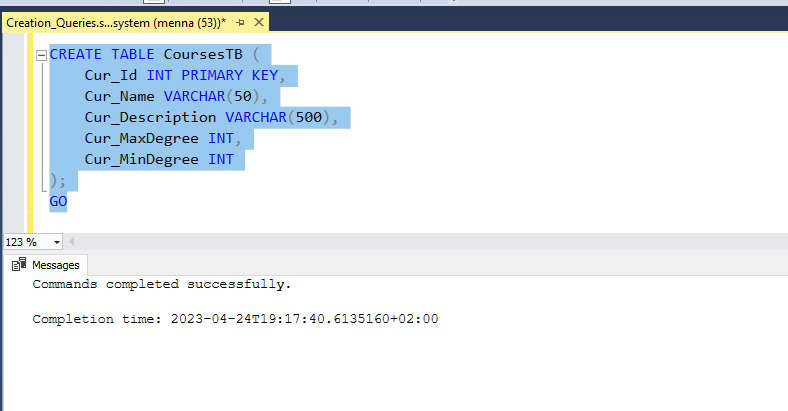 Creation_Queries.s...system (menna (53))*
CREATE TABLE CoursesTB (
Cur_Id INT PRIMARY KEY,
Cur_Name VARCHAR(50),
Cur_Description VARCHAR(500),
Cur_MaxDegree INT,
Cur_MinDegree INT
);
GO
123 %
Messages
Commands completed successfully.
Completion time: 2023-04-24T19:17:40.6135160+02:00